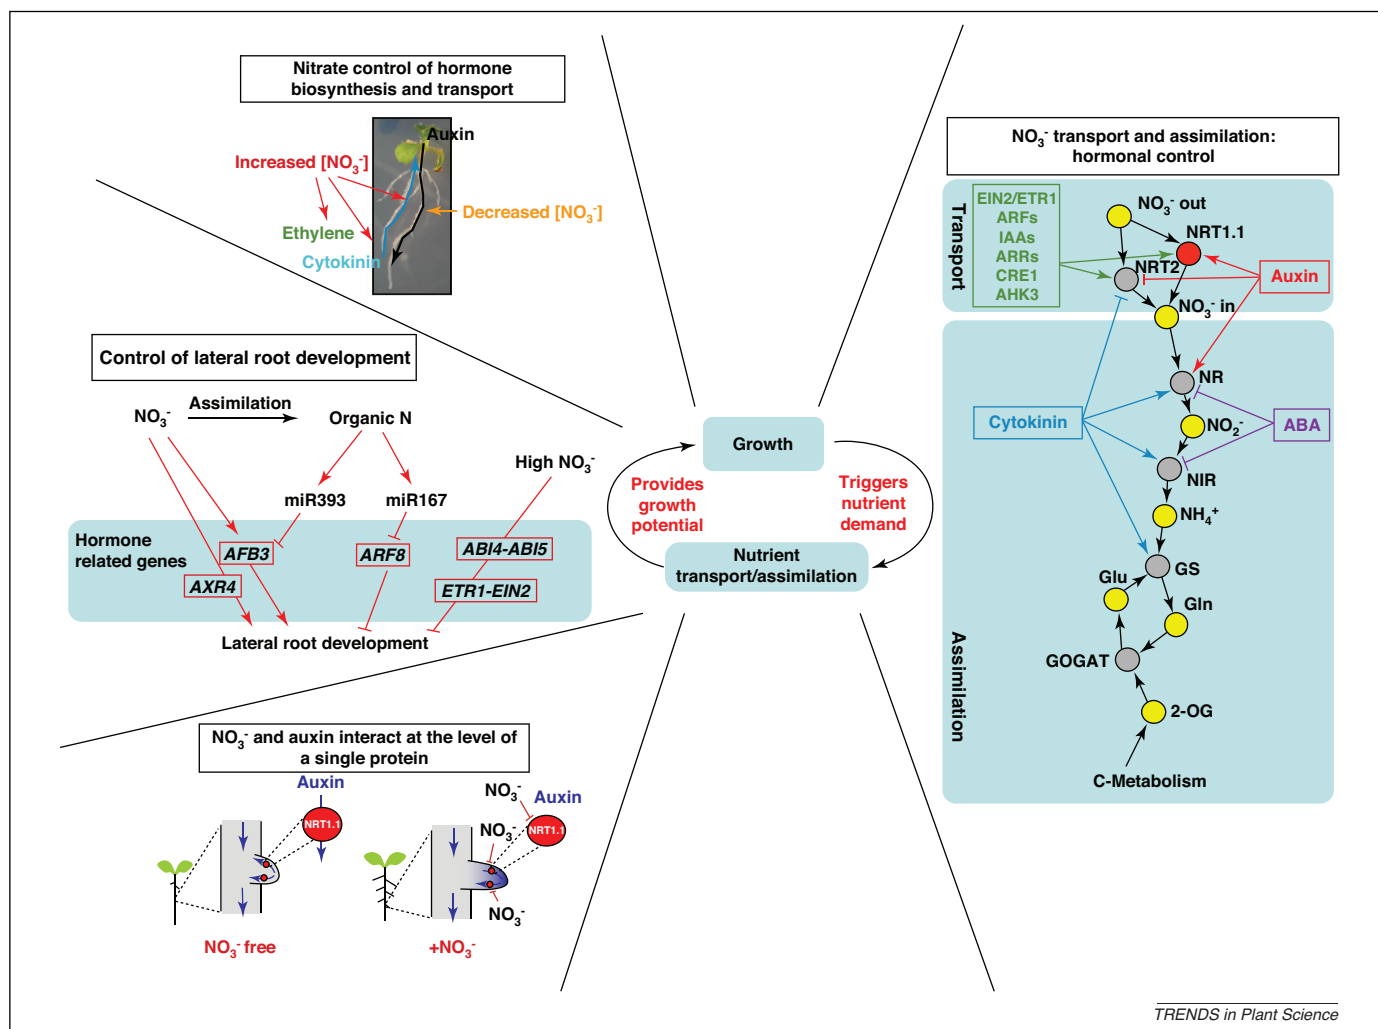 Nitrate control of hormone
biosynthesis and transport
Auxin
Increased [NO₃⁻]
Decreased [NO₃⁻]
Ethylene
Cytokinin
Control of lateral root development
NO₃⁻
Assimilation
Organic N
High NO₃⁻
miR393
miR167
Hormone
related genes
AFB3
ARF8
ABI4-ABI5
AXR4
ETR1-EIN2
Lateral root development
NO₃⁻ and auxin interact at the level of
a single protein
Auxin
NRT1.1
NO₃⁻ free
NO₃⁻
Auxin
NRT1.1
NO₃⁻
NO₃⁻
+NO₃⁻
Growth
Provides
growth
potential
Triggers
nutrient
demand
Nutrient
transport/assimilation
NO₃⁻ transport and assimilation:
hormonal control
Transport
EIN2/ETR1
ARFs
IAAs
ARRs
CRE1
AHK3
NO₃⁻ out
NRT1.1
NRT2
Auxin
NO₃⁻ in
Assimilation
NR
Cytokinin
NO₂⁻
ABA
NIR
NH₄⁺
GS
Glu
Gln
GOGAT
2-OG
C-Metabolism
TRENDS in Plant Science